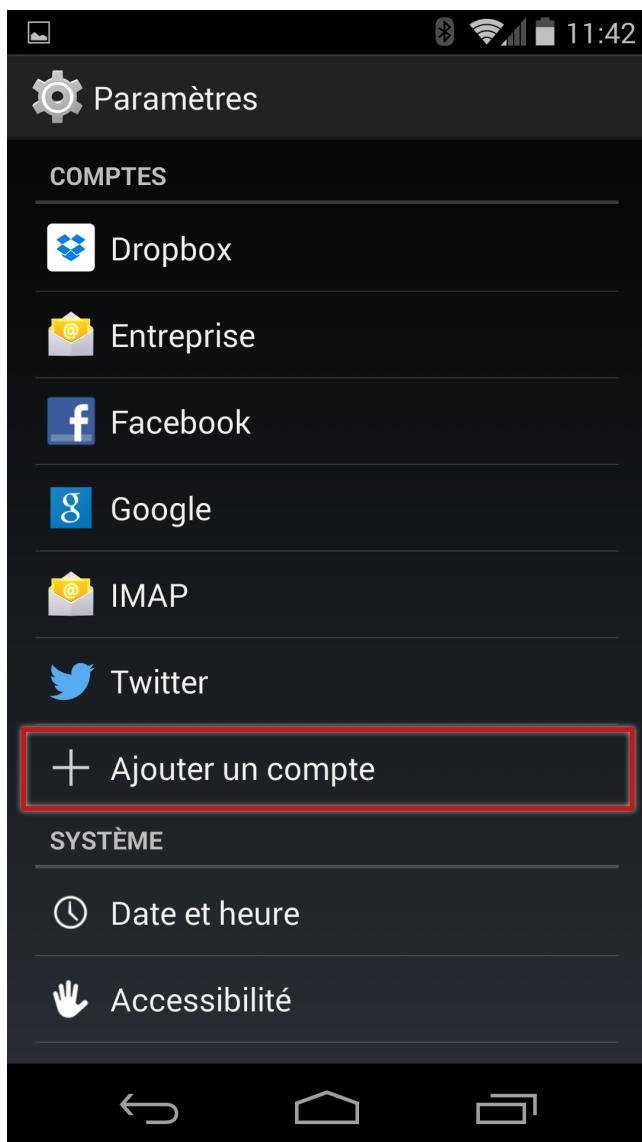 11:42
Paramètres
COMPTES
Dropbox
Entreprise
Facebook
Google
IMAP
Twitter
Ajouter un compte
SYSTÈME
Date et heure
Accessibilité